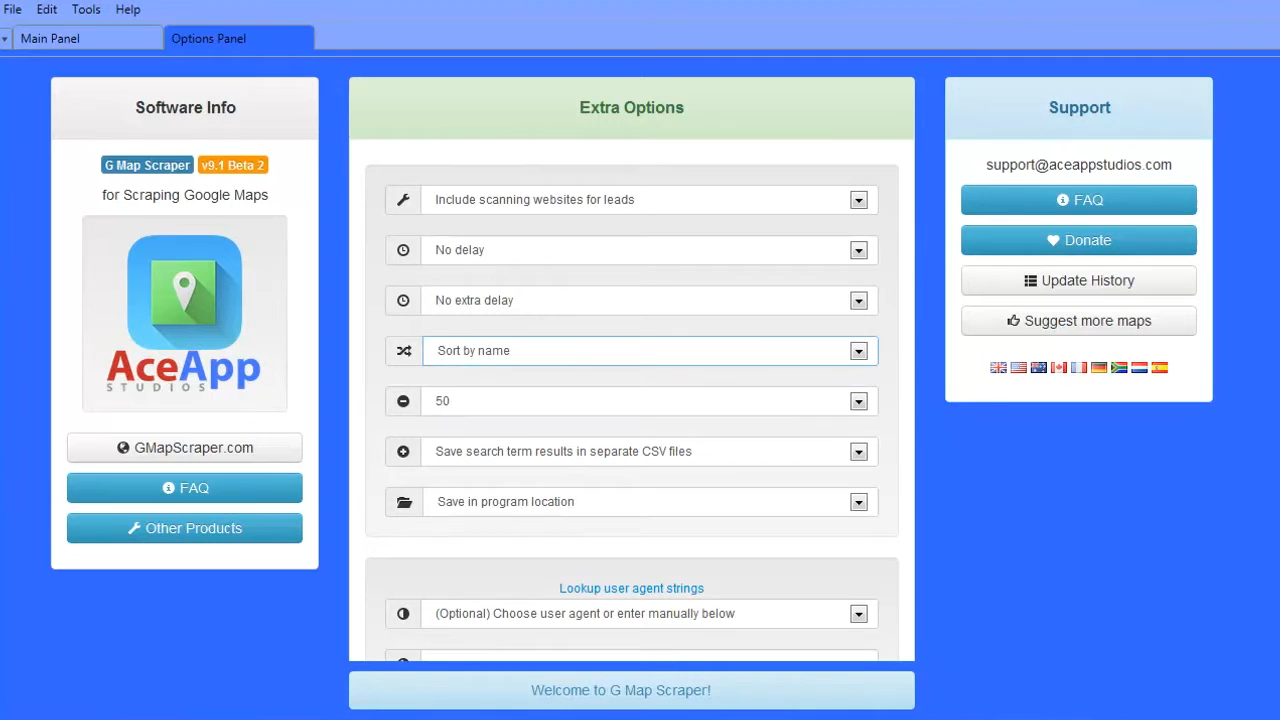 File Edit Tools Help
Main Panel Options Panel
Software Info
G Map Scraper v9.1 Beta 2
for Scraping Google Maps
AceApp
STUDIOS
GMapScraper.com
FAQ
Other Products
Extra Options
Include scanning websites for leads
No delay
No extra delay
Sort by name
50
Save search term results in separate CSV files
Save in program location
Lookup user agent strings
(Optional) Choose user agent or enter manually below
Welcome to G Map Scraper!
Support
support@aceappstudios.com
FAQ
Donate
Update History
Suggest more maps